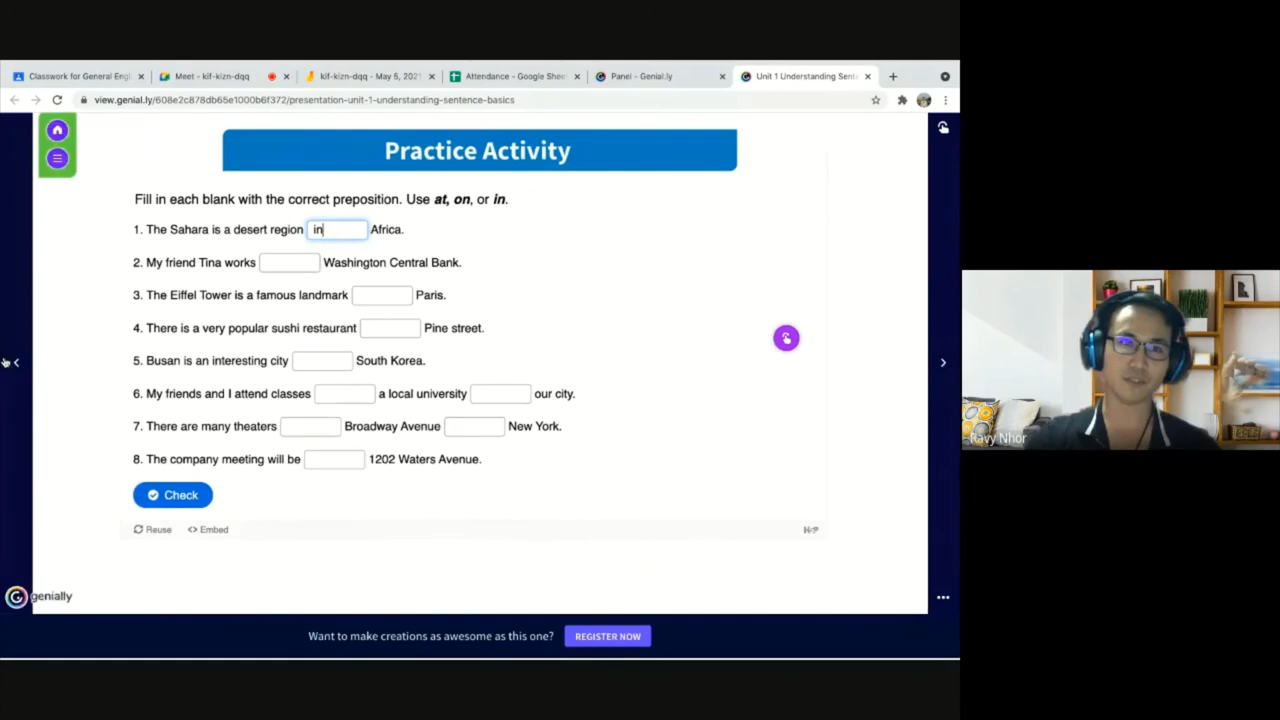 Classwork for General Engl
Meet - kif-kizn-dqq
kif-kizn-dqq - May 5, 2021
Attendance - Google Shee
Panel - Genial.ly
Unit 1 Understanding Sent
view.genial.ly/608e2c878db65e1000b6f372/presentation-unit-1-understanding-sentence-basics
Practice Activity
Fill in each blank with the correct preposition. Use at, on, or in.
1. The Sahara is a desert region in Africa.
2. My friend Tina works Washington Central Bank.
3. The Eiffel Tower is a famous landmark Paris.
4. There is a very popular sushi restaurant Pine street.
5. Busan is an interesting city South Korea.
6. My friends and I attend classes a local university our city.
7. There are many theaters Broadway Avenue New York.
8. The company meeting will be 1202 Waters Avenue.
Check
Reuse <> Embed
H5P
genially
Want to make creations as awesome as this one? REGISTER NOW
Ravy Nhor